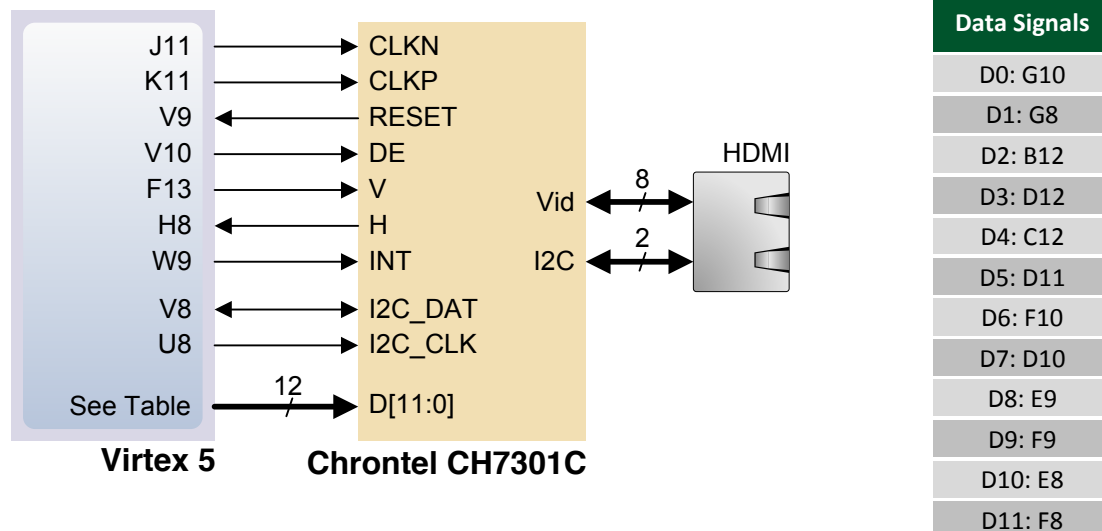 J11 CLKN
K11 CLKP
V9 RESET
V10 DE
F13 V
H8 H
W9 INT
V8 I2C_DAT
U8 I2C_CLK
See Table 12 D[11:0]
Virtex 5
Chrontel CH7301C
Vid 8
I2C 2
HDMI
Data Signals
D0: G10
D1: G8
D2: B12
D3: D12
D4: C12
D5: D11
D6: F10
D7: D10
D8: E9
D9: F9
D10: E8
D11: F8